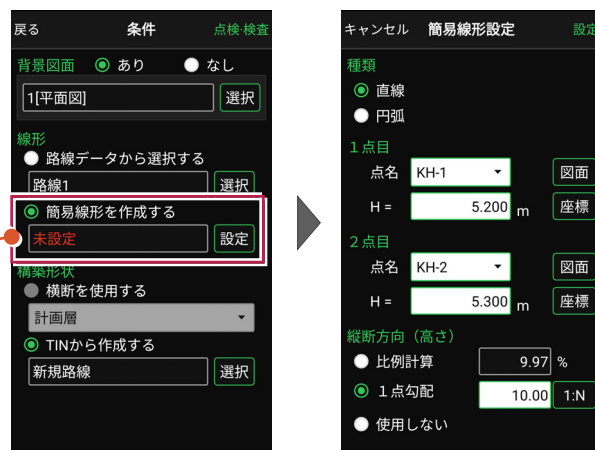 戻る 条件 点検・検査
背景図面 あり なし
1[平面図] 選択
線形
路線データから選択する
路線1 選択
簡易線形を作成する
未設定 設定
構築形状
横断を使用する
計画層
TINから作成する
新規路線 選択
キャンセル 簡易線形設定 設定
種類
直線
円弧
1点目
点名 KH-1 図面
H = 5.200 m 座標
2点目
点名 KH-2 図面
H = 5.300 m 座標
縦断方向（高さ）
比例計算 9.97 %
1点勾配 10.00 1:N
使用しない